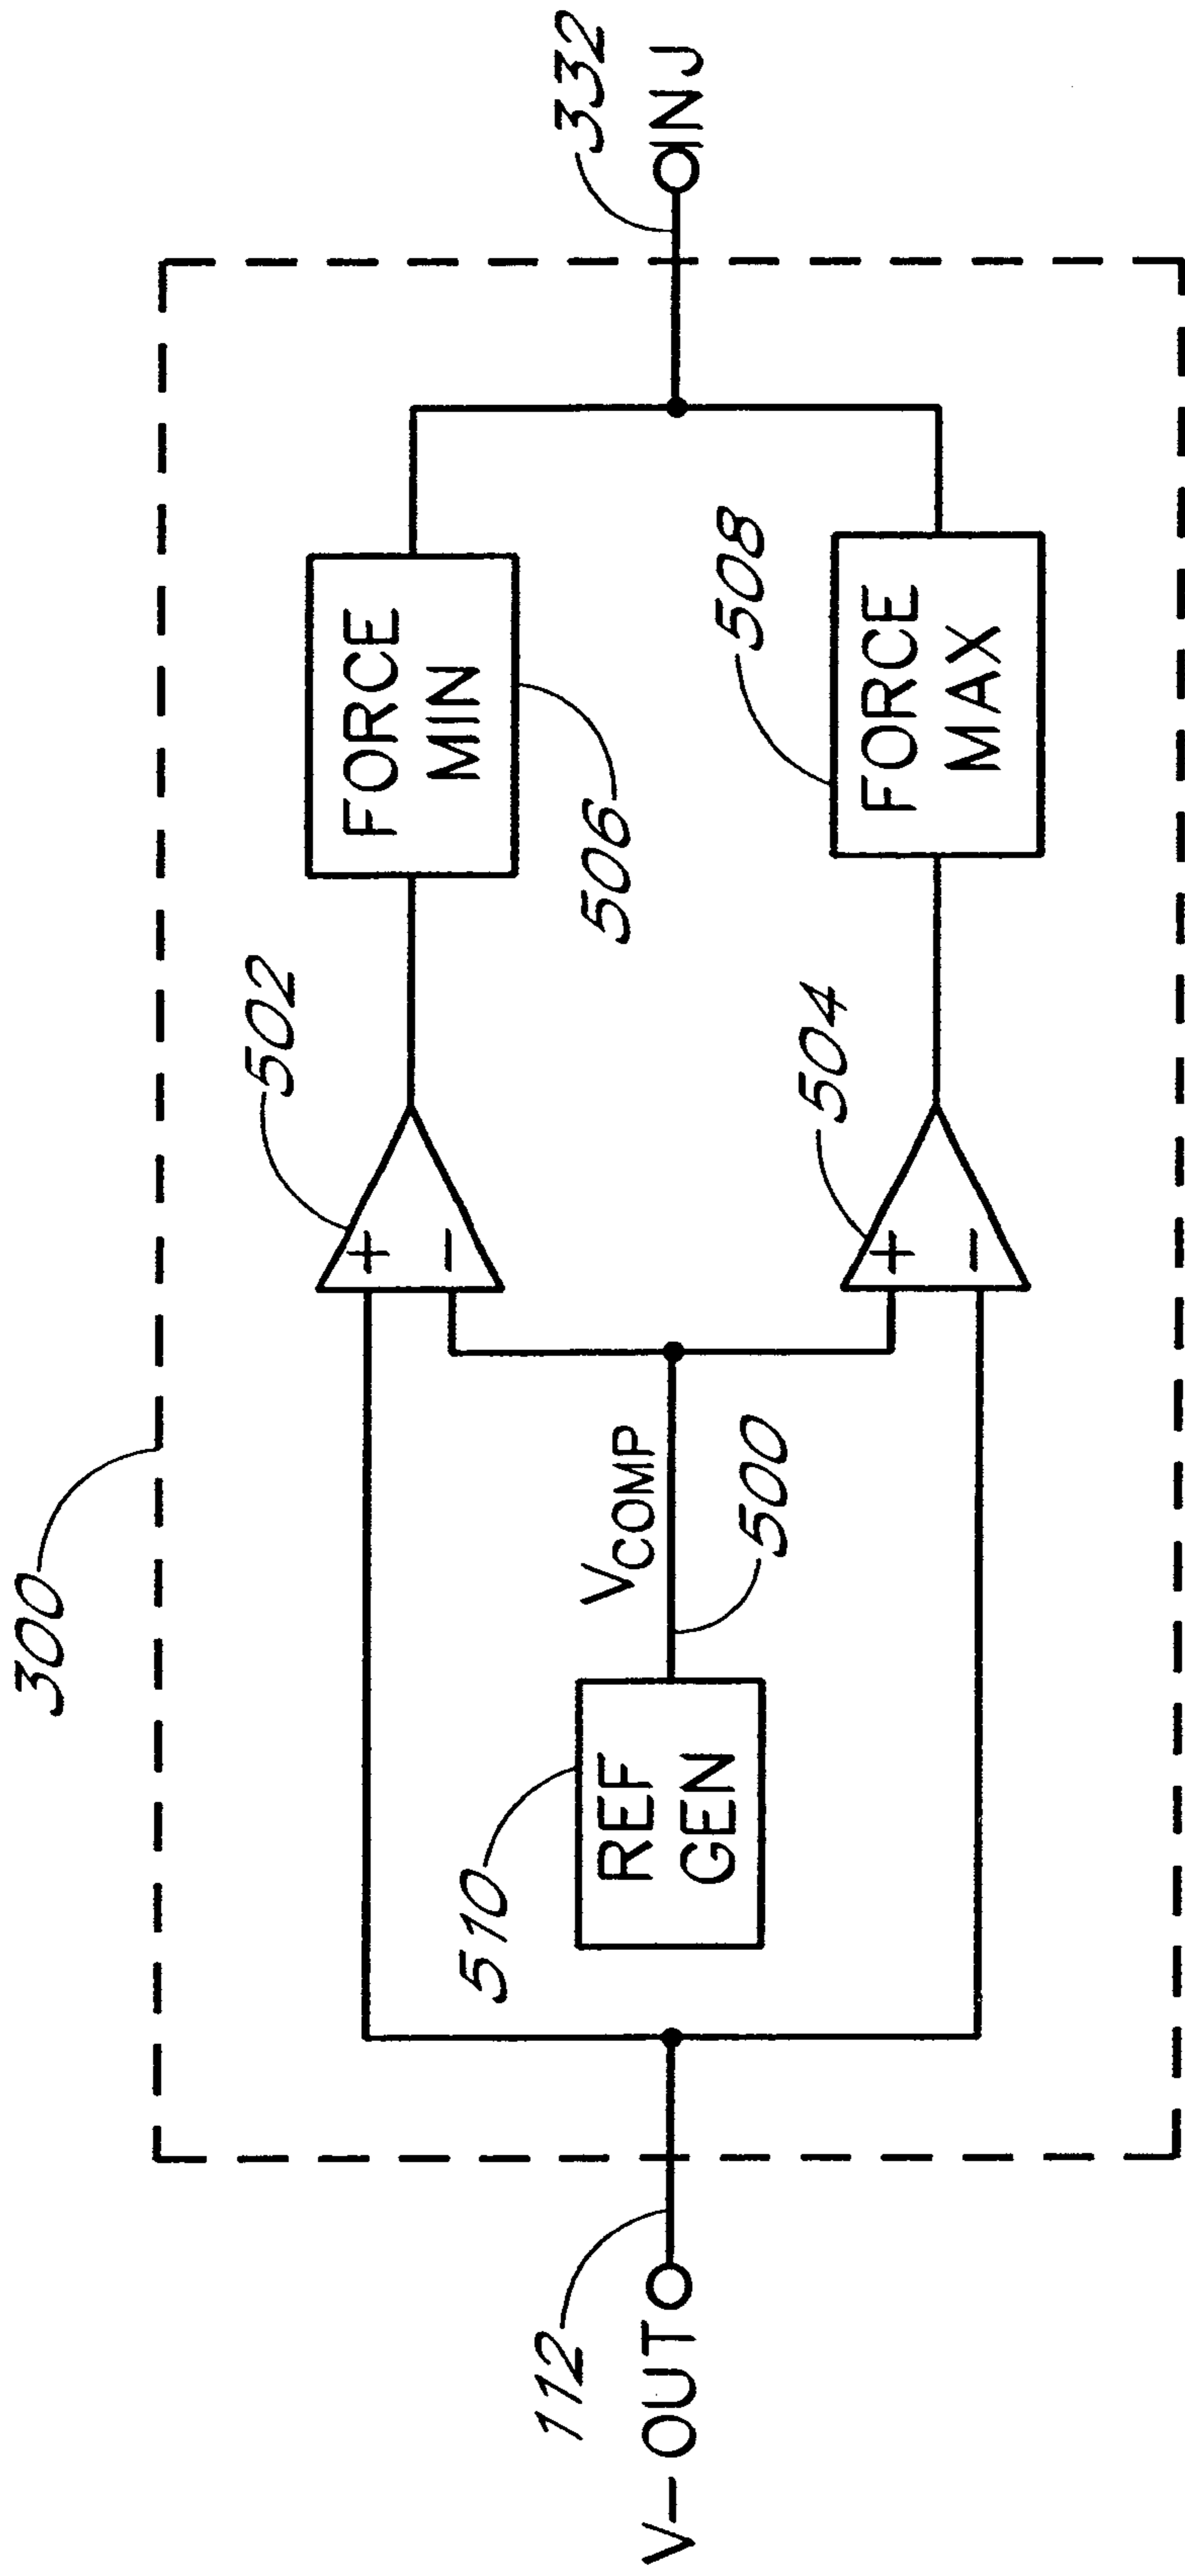 300
502
FORCE
MIN
506
332
INJ
112
V-OUT
510
REF
GEN
VCOMP
500
504
508
FORCE
MAX
+
-
+
-